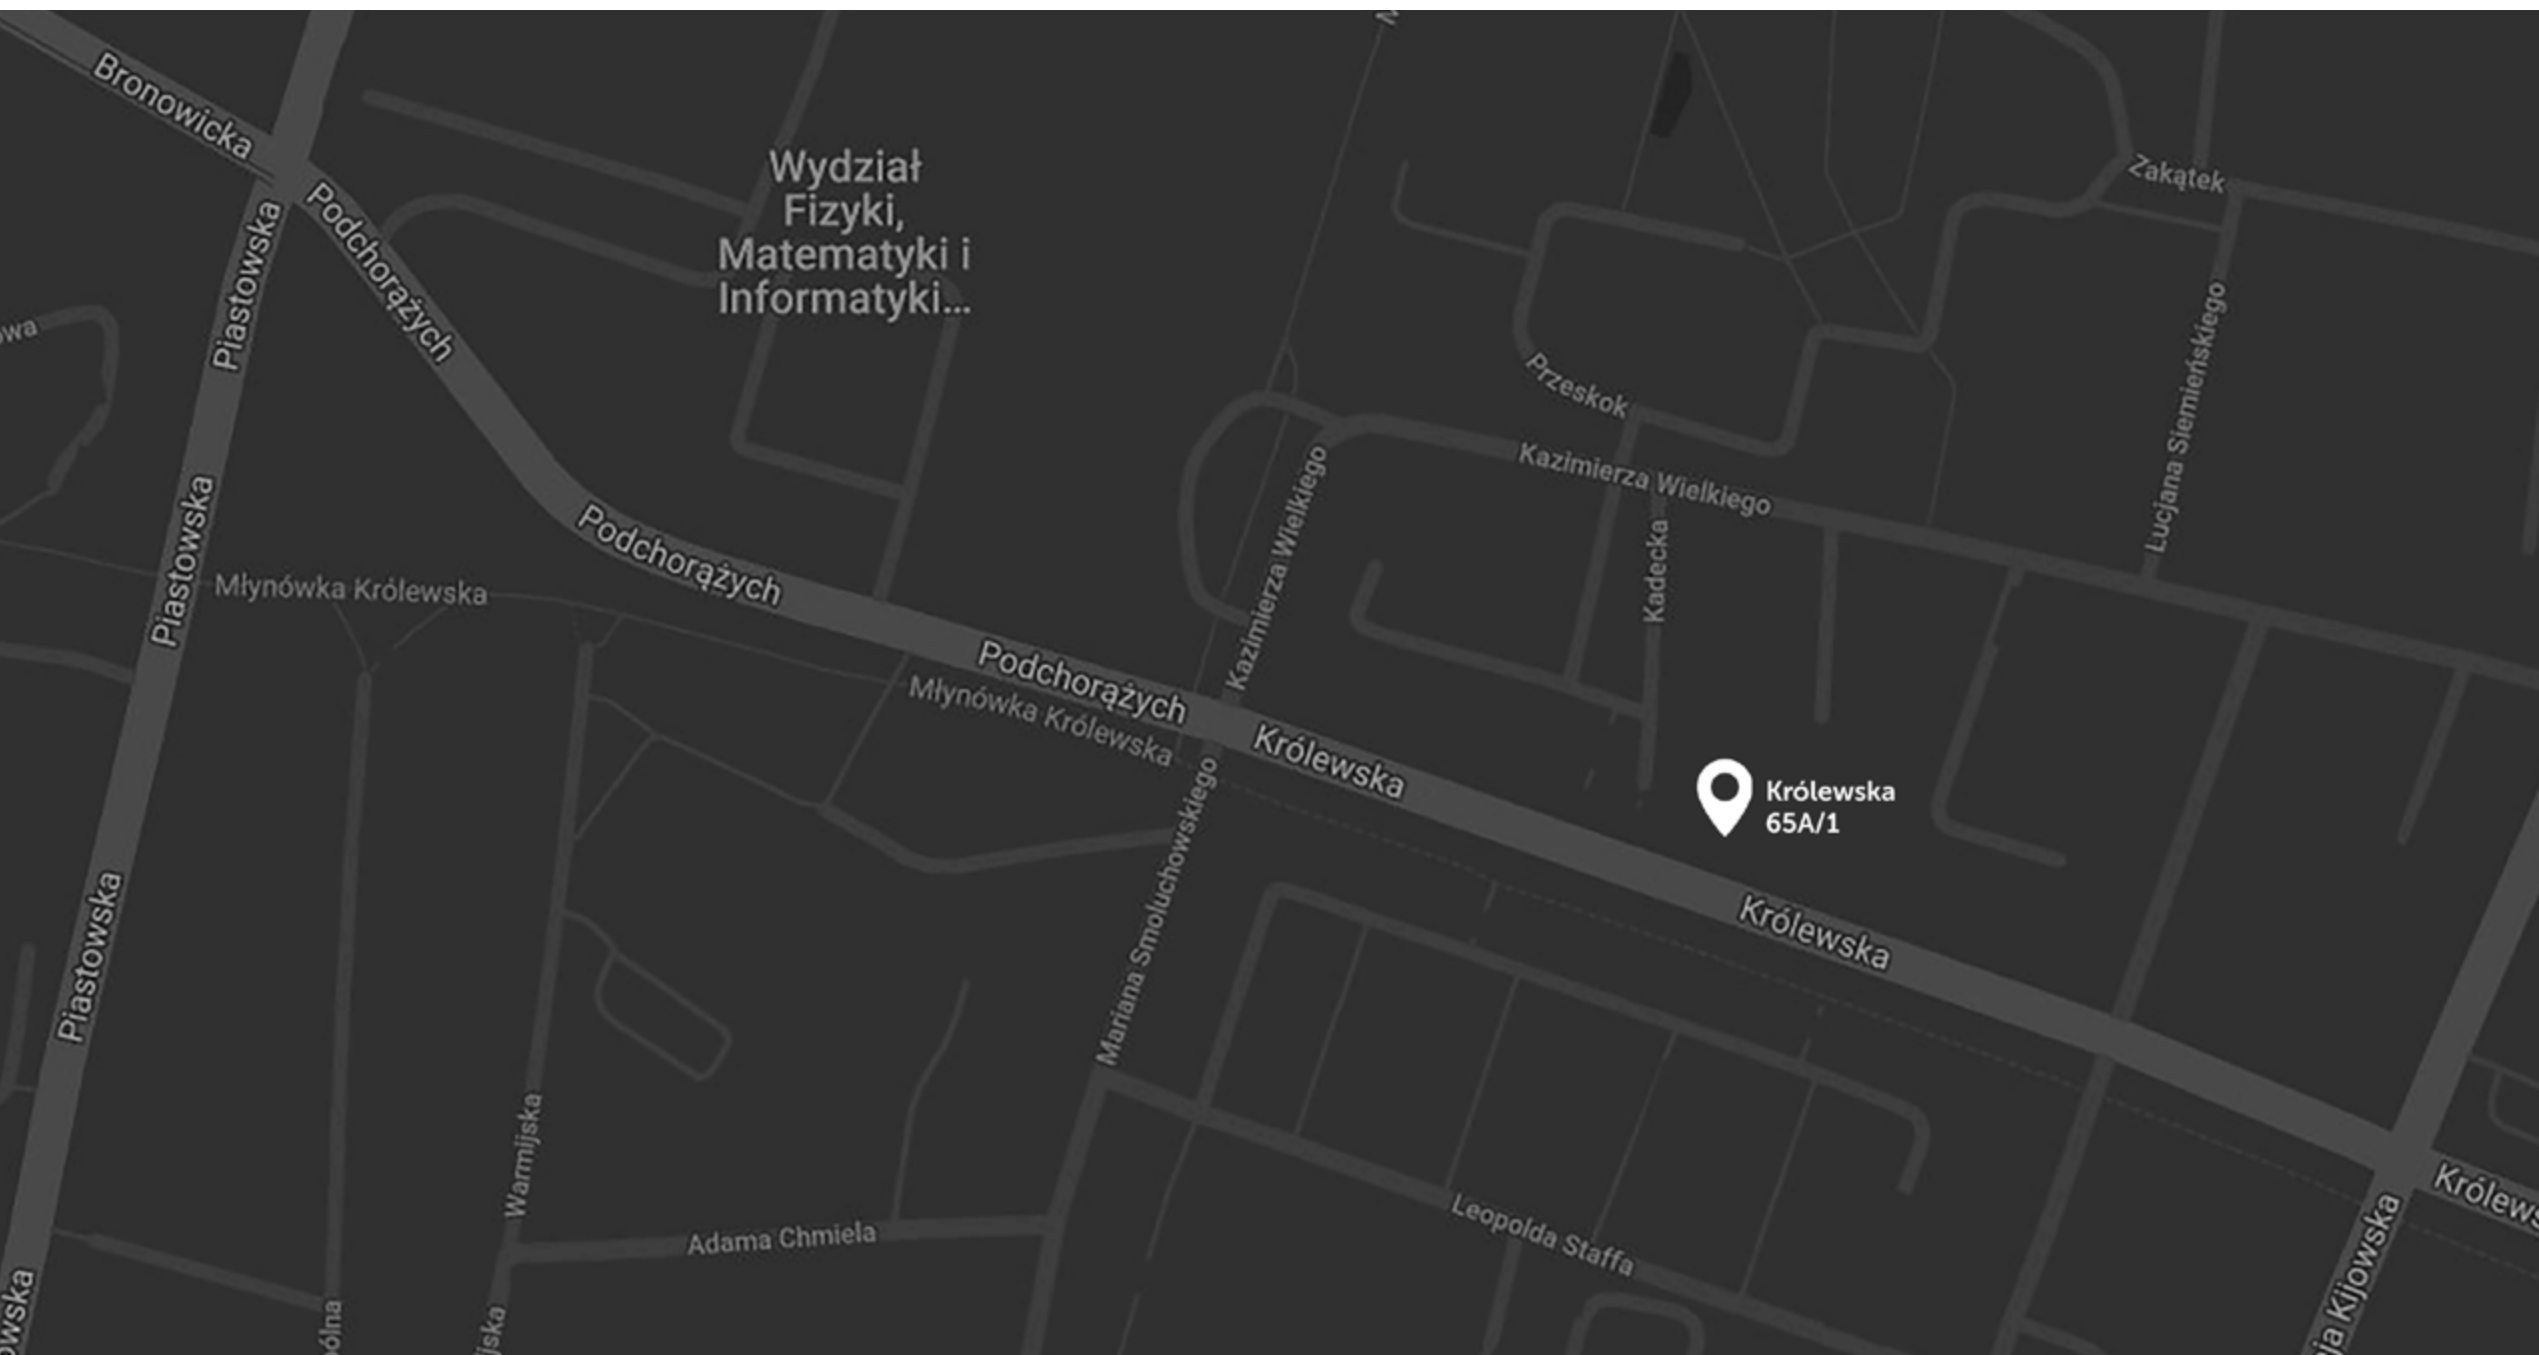 Bronowicka
Wydział
Fizyki,
Matematyki i
Informatyki...
Zakątek
Piastowska
Podchorążych
Lucjana Siemieńskiego
Przeskok
Kazimierza Wielkiego
Kazimierza Wielkiego
Piastowska
Podchorążych
Kadecka
Młynówka Królewska
Podchorążych
Młynówka Królewska
Królewska
Królewska
65A/1
Mariana Smoluchowskiego
Piastowska
Królewska
Warmijska
Adama Chmiela
Leopolda Staffa
Kijowska